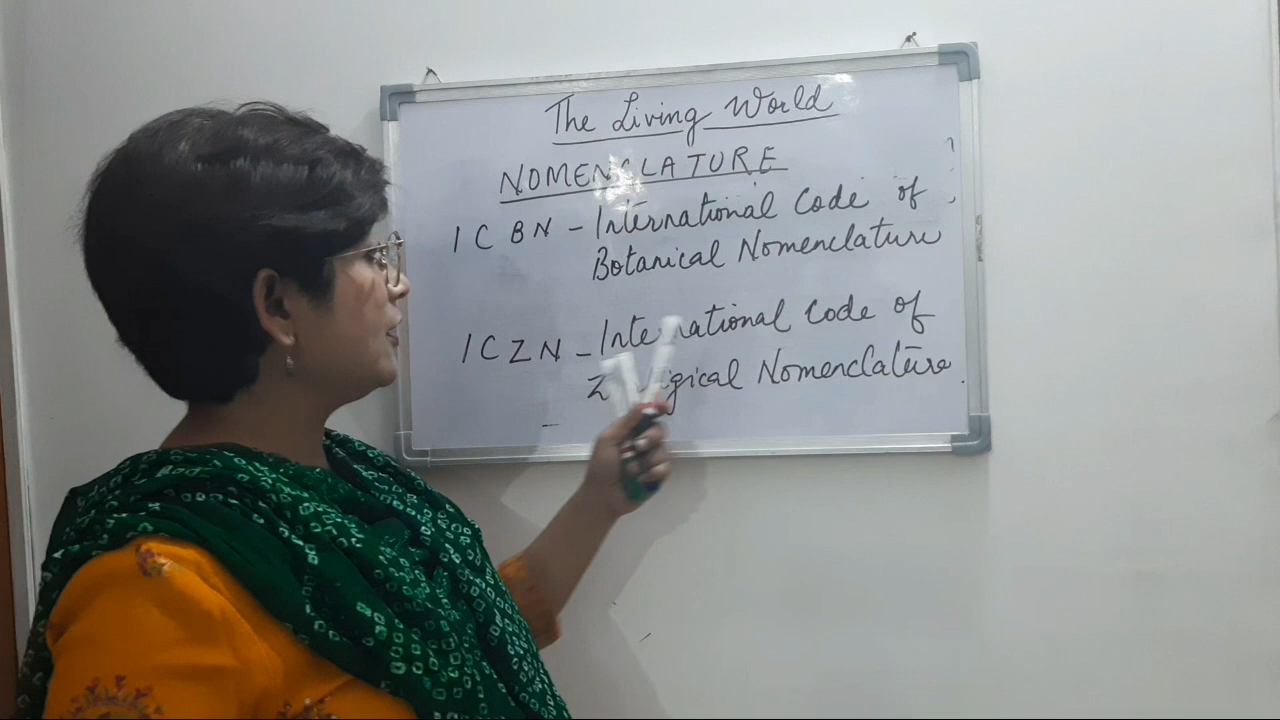 The Living World
NOMENCLATURE
ICBN - International Code of
Botanical Nomenclature
ICZN - International Code of
Nomenclature